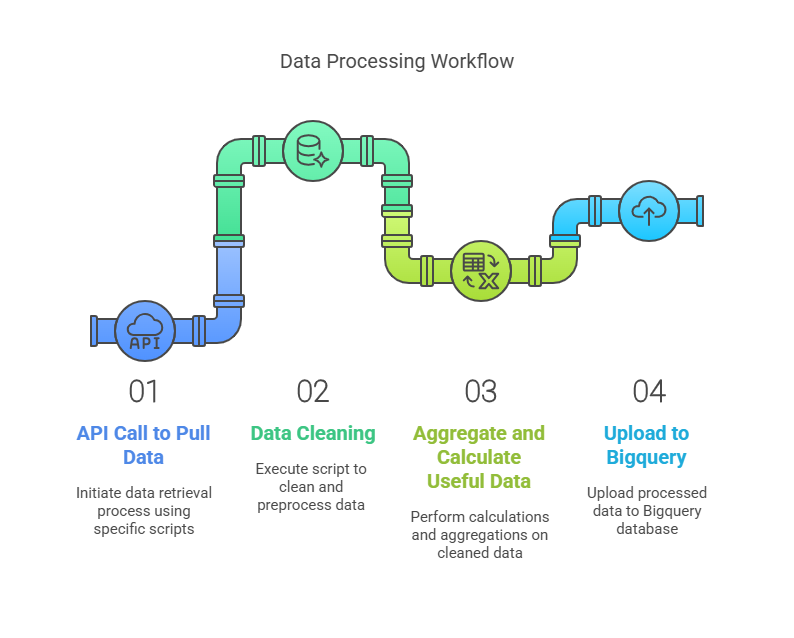 Data Processing Workflow
API
01
API Call to Pull
Data
Initiate data retrieval
process using
specific scripts
02
Data Cleaning
Execute script to
clean and
preprocess data
03
Aggregate and
Calculate
Useful Data
Perform calculations
and aggregations on
cleaned data
04
Upload to
Bigquery
Upload processed
data to Bigquery
database